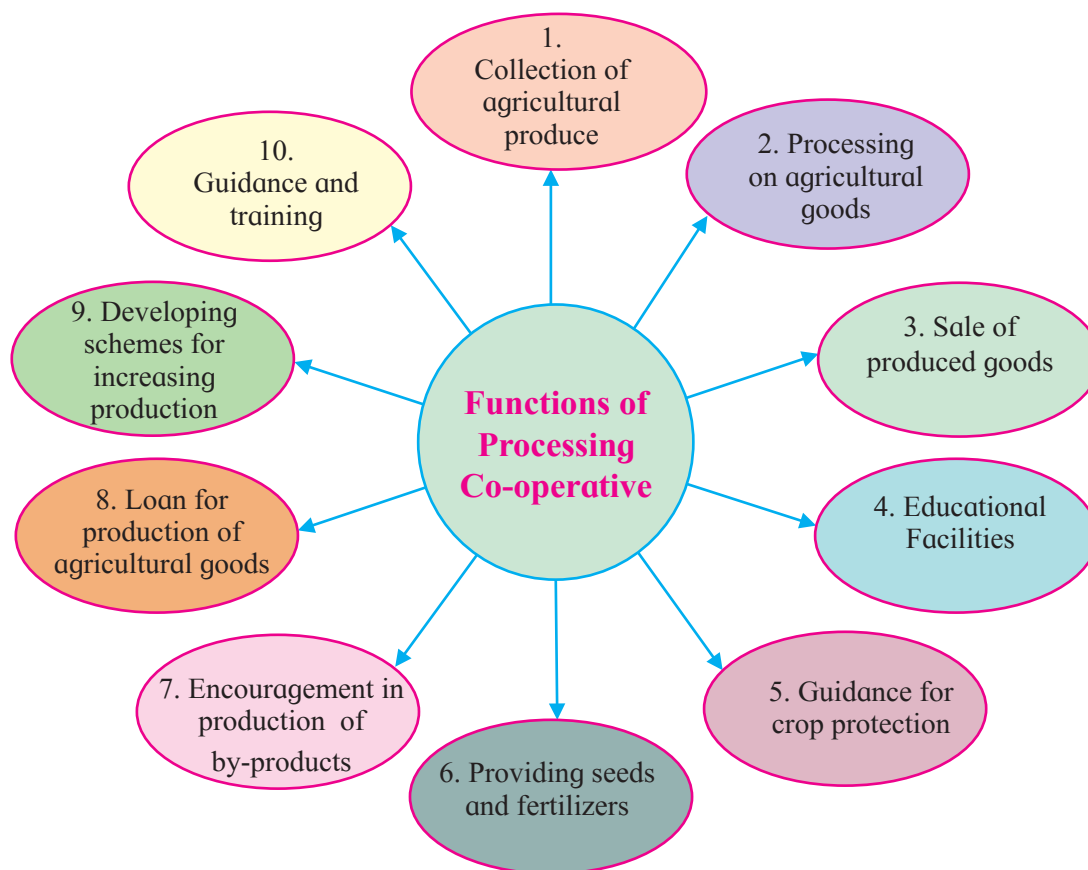 1.
Collection of
agricultural
produce
2. Processing
on agricultural
goods
3. Sale of
produced goods
4. Educational
Facilities
5. Guidance for
crop protection
6. Providing seeds
and fertilizers
7. Encouragement in
production of
by-products
8. Loan for
production of
agricultural goods
9. Developing
schemes for
increasing
production
10.
Guidance and
training
Functions of
Processing
Co-operative